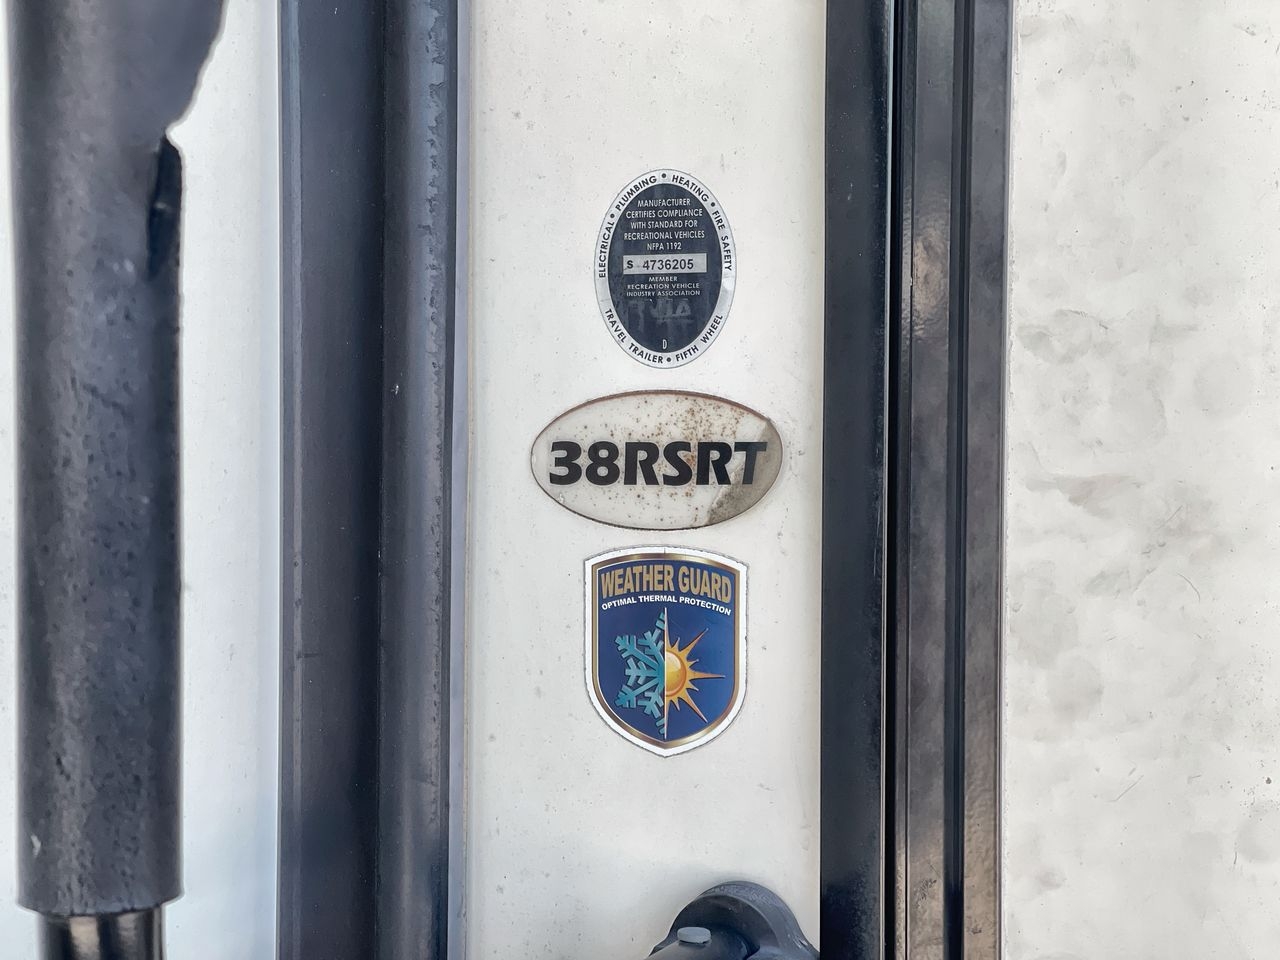 ELECTRICAL • PLUMBING • HEATING • FIRE SAFETY
MANUFACTURER
CERTIFIES COMPLIANCE
WITH STANDARD FOR
RECREATIONAL VEHICLES
NFPA 1192
S 4736205
MEMBER
RECREATION VEHICLE
INDUSTRY ASSOCIATION
D
TRAVEL TRAILER • FIFTH WHEEL
38RSRT
WEATHER GUARD
OPTIMAL THERMAL PROTECTION